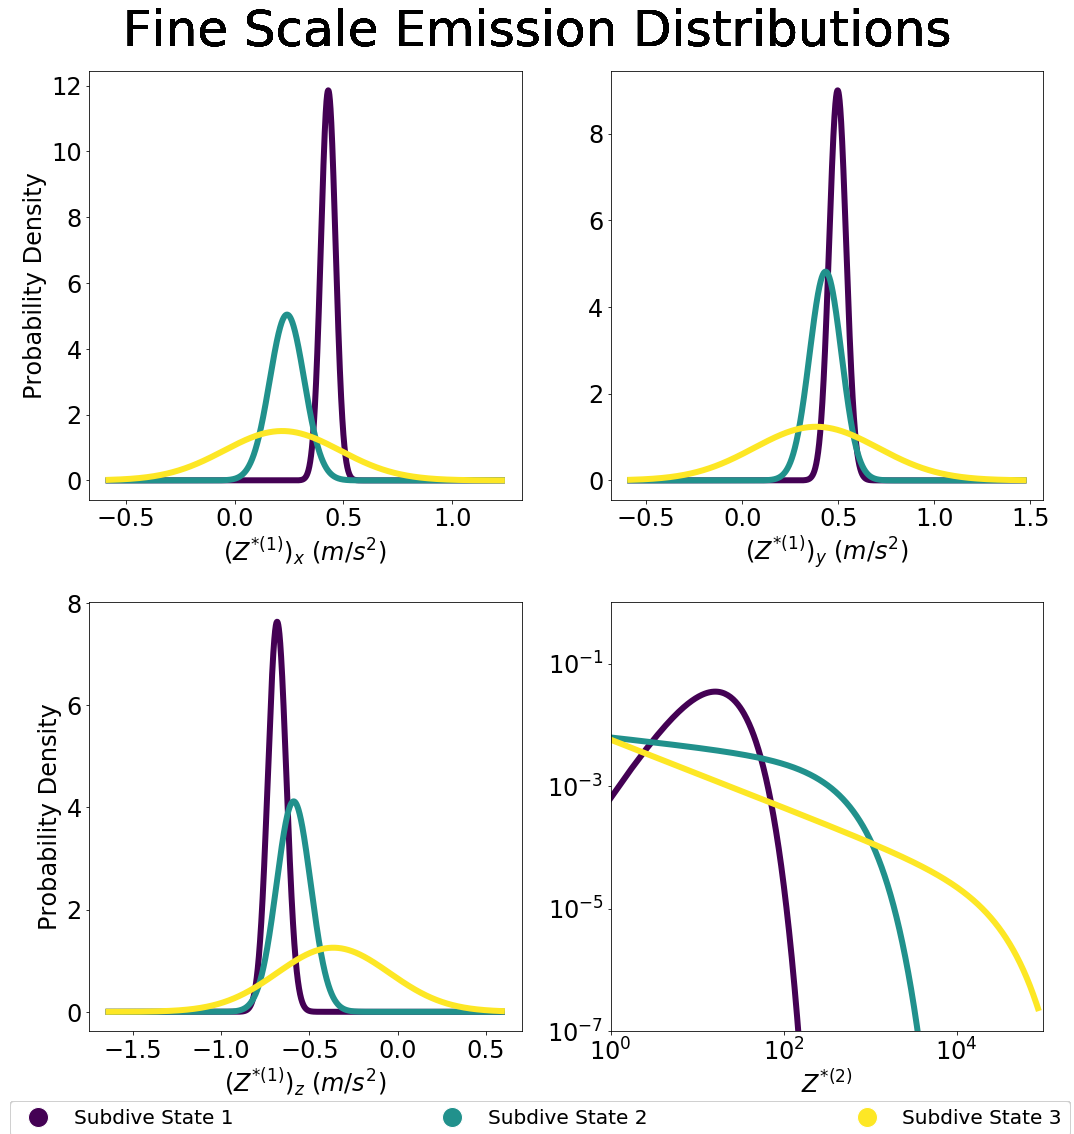 Fine Scale Emission Distributions
Probability Density
12
10
8
6
4
2
0
−0.5 0.0 0.5 1.0
(Z*(1))x (m/s²)
8
6
4
2
0
−0.5 0.0 0.5 1.0 1.5
(Z*(1))y (m/s²)
Probability Density
8
6
4
2
0
−1.5 −1.0 −0.5 0.0 0.5
(Z*(1))z (m/s²)
10⁻¹
10⁻³
10⁻⁵
10⁻⁷
10⁰ 10² 10⁴
Z*(2)
Subdive State 1 Subdive State 2 Subdive State 3